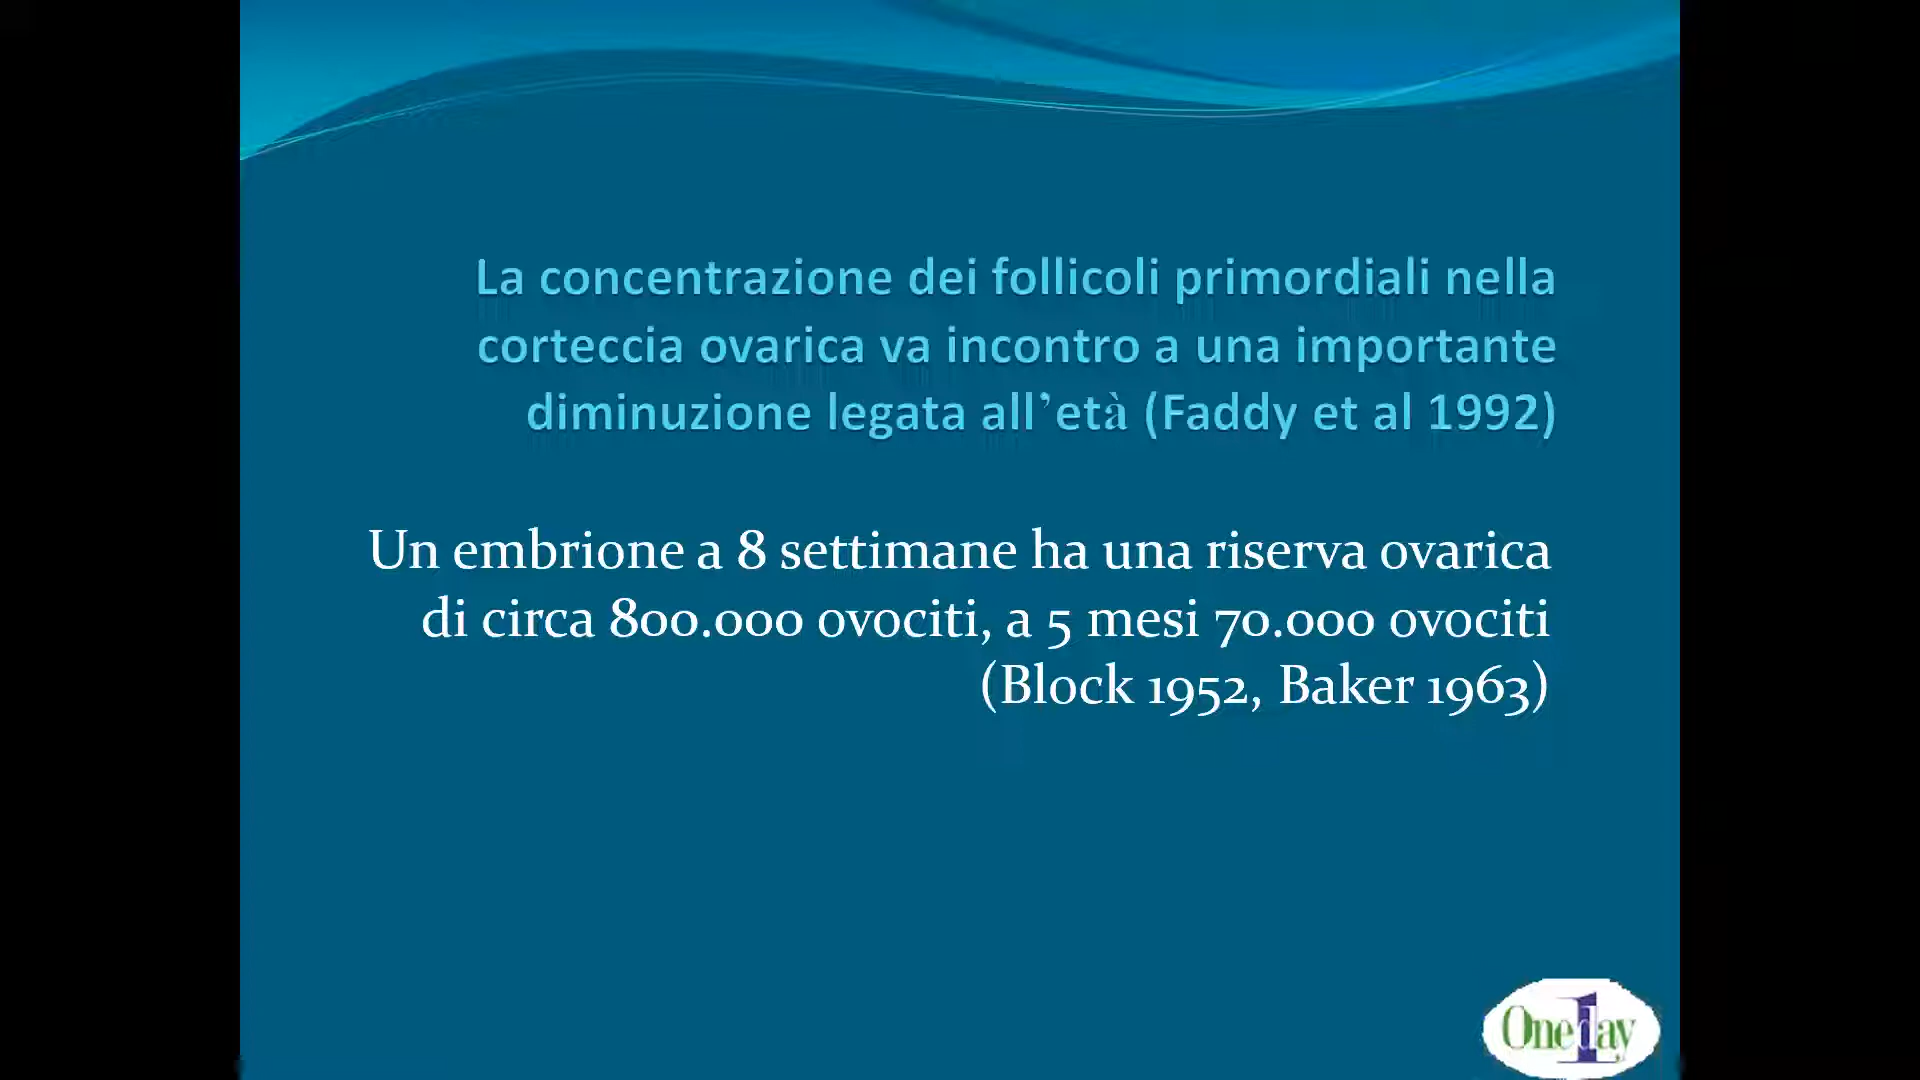 La concentrazione dei follicoli primordiali nella
corteccia ovarica va incontro a una importante
diminuzione legata all’età (Faddy et al 1992)
Un embrione a 8 settimane ha una riserva ovarica
di circa 800.000 ovociti, a 5 mesi 70.000 ovociti
(Block 1952, Baker 1963)
One1day